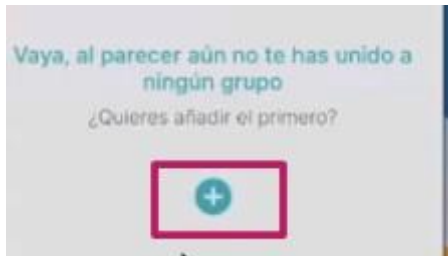 Vaya, al parecer aún no te has unido a
ningún grupo
¿Quieres añadir el primero?